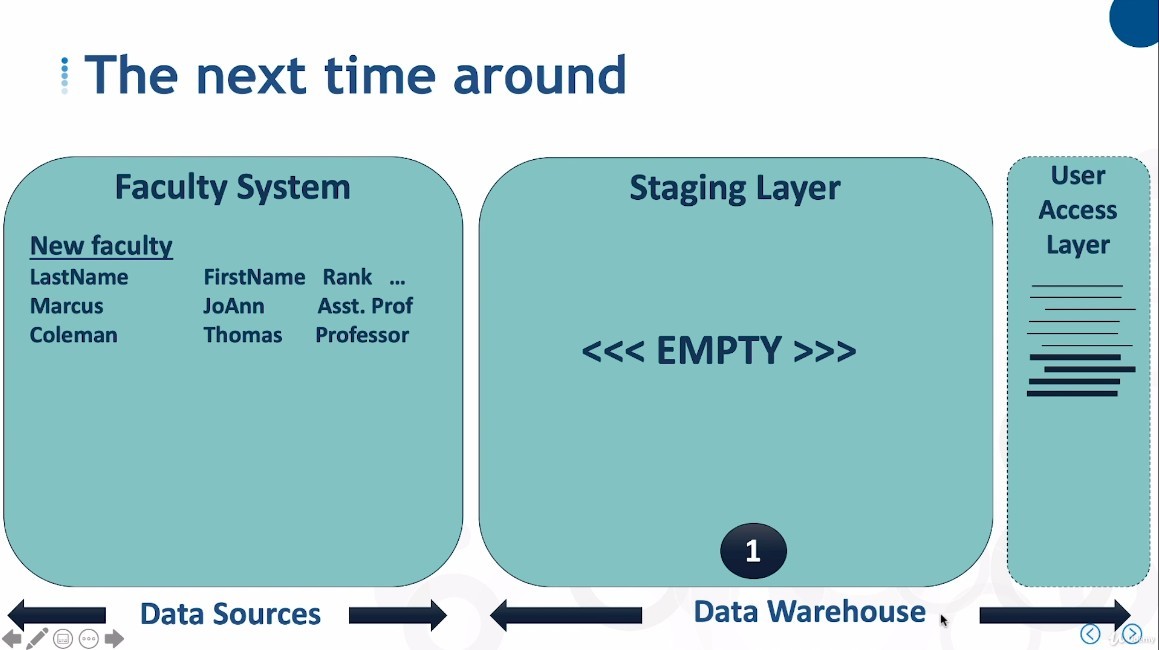 The next time around
Faculty System
New faculty
LastName FirstName Rank ...
Marcus JoAnn Asst. Prof
Coleman Thomas Professor
Staging Layer
<<< EMPTY >>>
1
User
Access
Layer
Data Sources
Data Warehouse